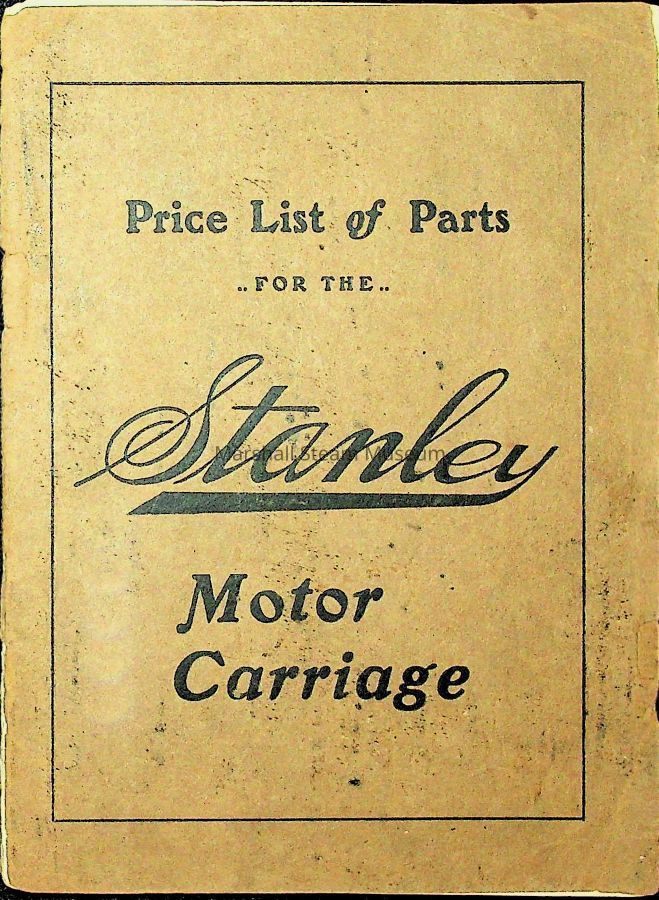 Price List of Parts
..FOR THE..
Stanley
Marshall Steam Museum
Motor
Carriage